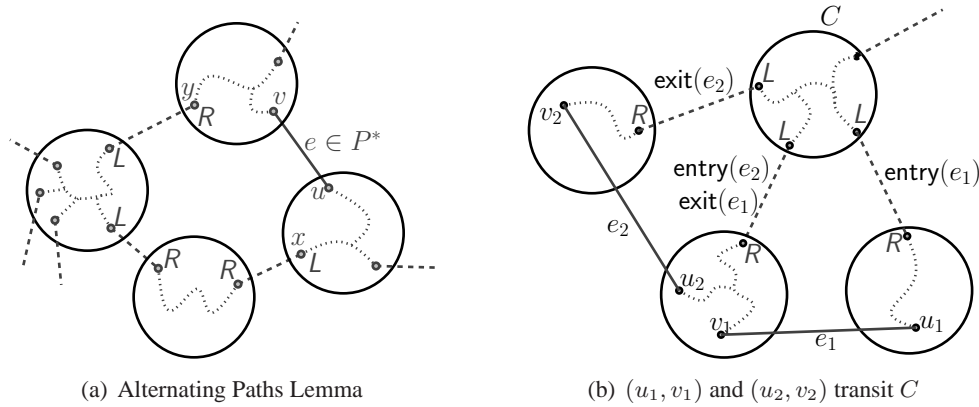 y
R
v
e ∈ P*
L
L
u
x
L
R
R
(a) Alternating Paths Lemma
C
exit(e₂)
L
v₂
R
L
L
entry(e₂)
exit(e₁)
entry(e₁)
e₂
R
R
u₂
v₁
u₁
e₁
(b) (u₁, v₁) and (u₂, v₂) transit C